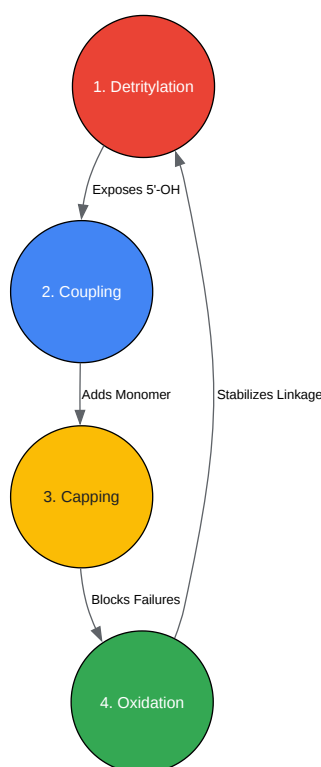 1. Detritylation
Exposes 5'-OH
2. Coupling
Adds Monomer
Stabilizes Linkage
3. Capping
Blocks Failures
4. Oxidation